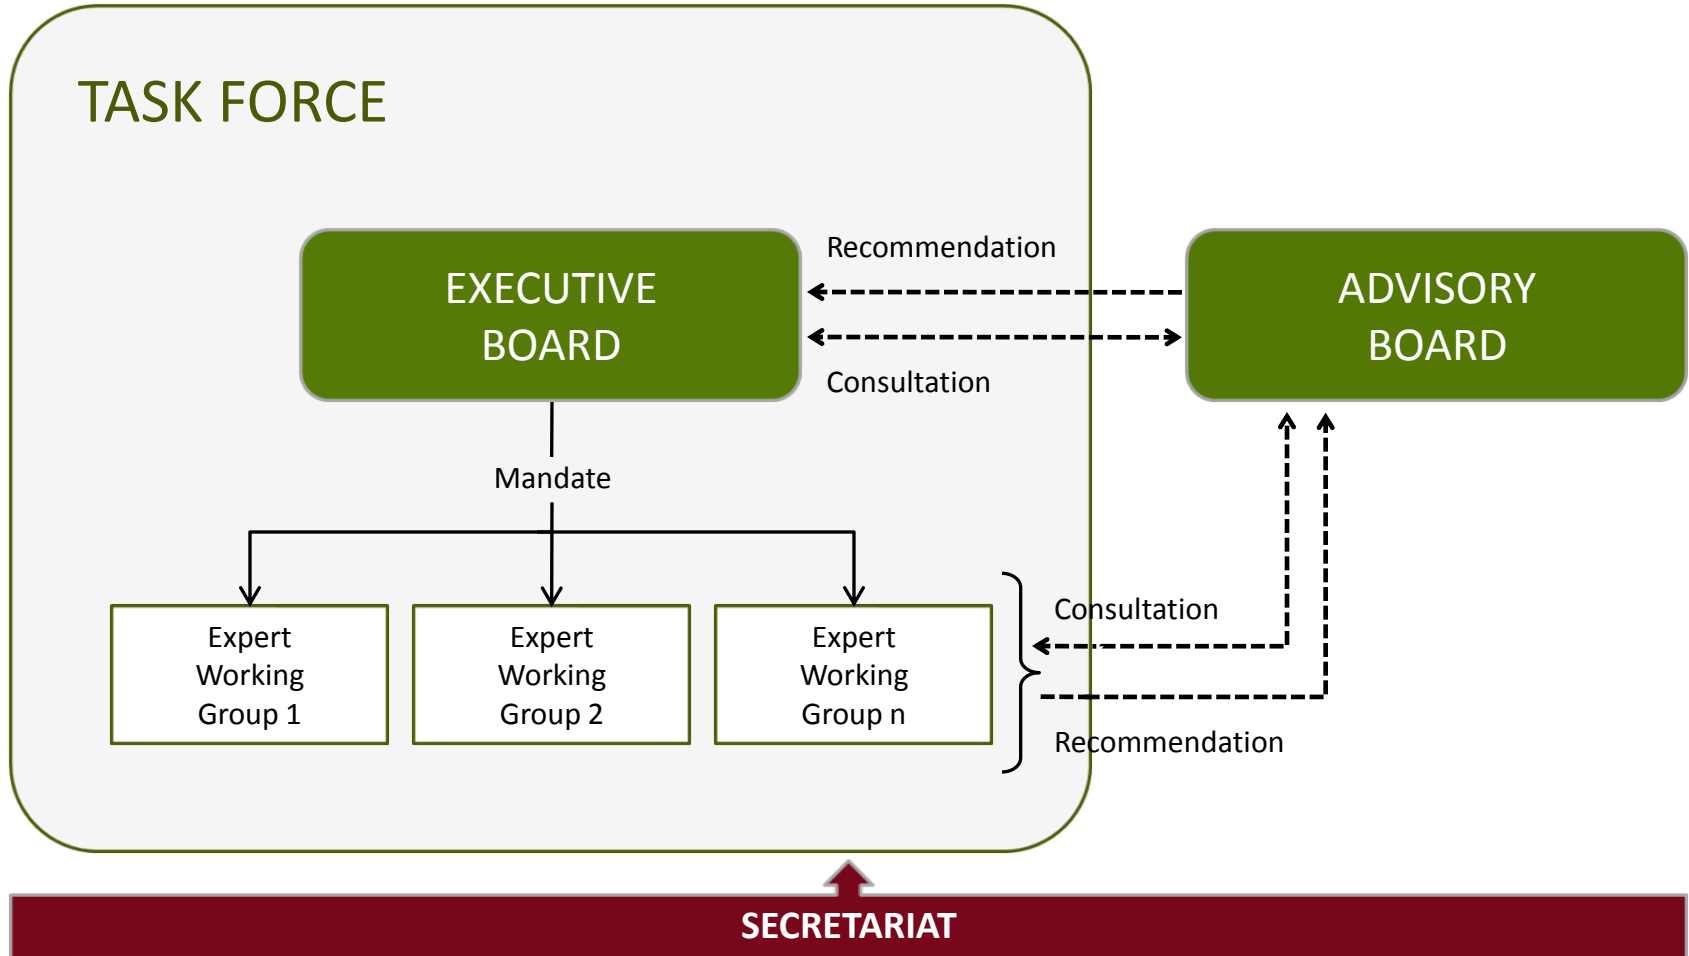 TASK FORCE
EXECUTIVE
BOARD
Recommendation
Consultation
ADVISORY
BOARD
Mandate
Expert
Working
Group 1
Expert
Working
Group 2
Expert
Working
Group n
Consultation
Recommendation
SECRETARIAT